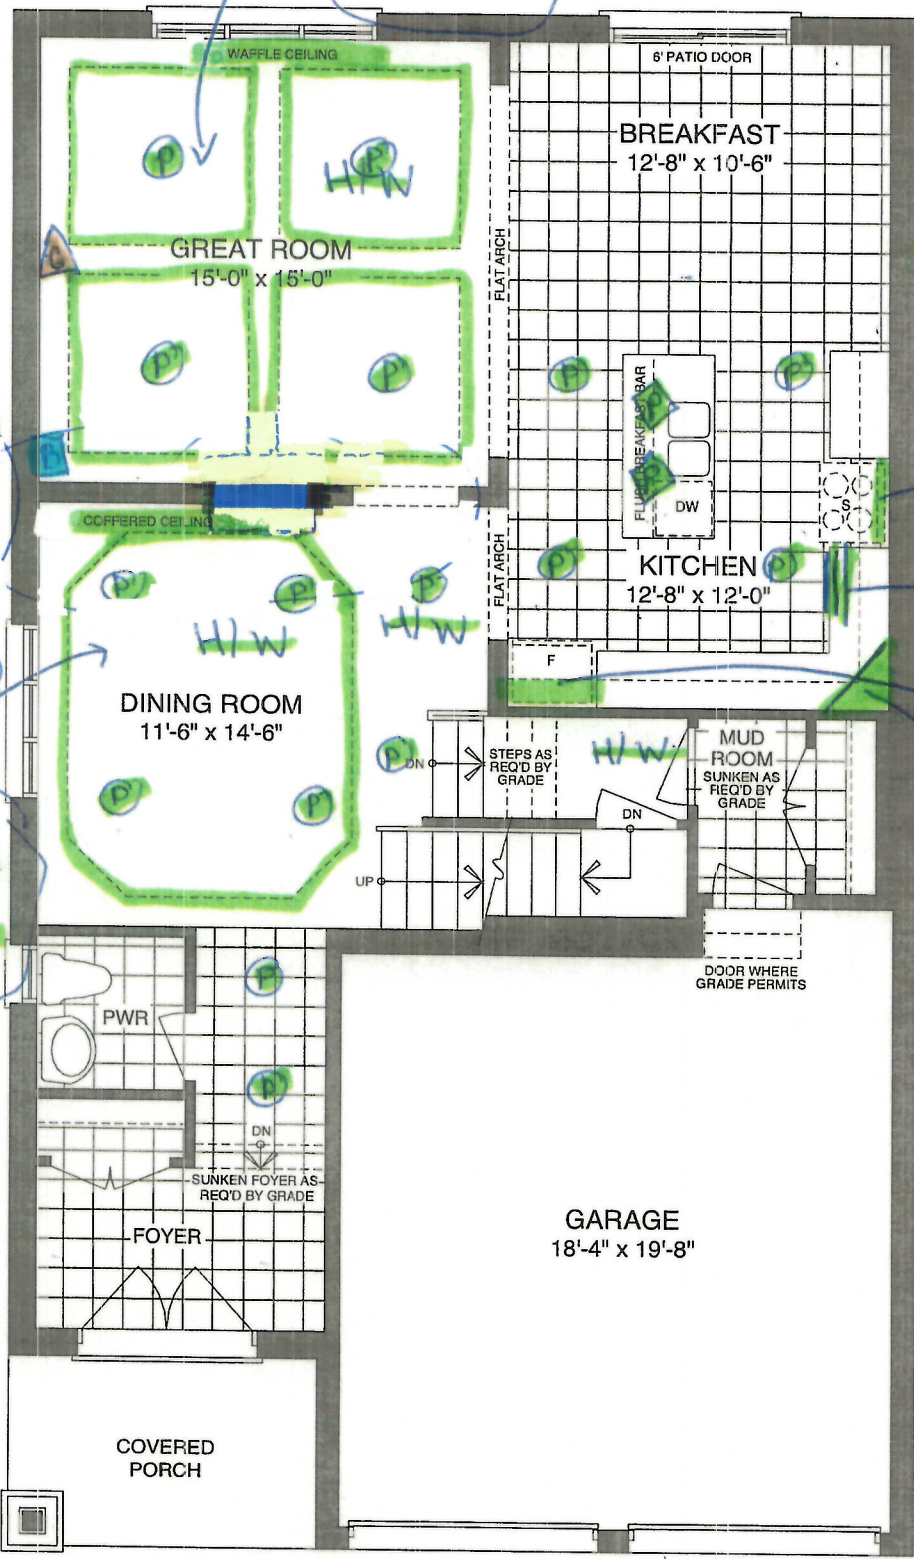 WAFFLE CEILING
6' PATIO DOOR
P
P
H/W
BREAKFAST
12'-8" x 10'-6"
C
GREAT ROOM
15'-0" x 15'-0"
FLAT ARCH
P
P
P
P
FLUSH BREAKFAST BAR
P
P
B
DW
S
COFFERED CEILING
FLAT ARCH
P
P
P
P
P
KITCHEN
12'-8" x 12'-0"
H/W
H/W
F
DINING ROOM
11'-6" x 14'-6"
P
DN
STEPS AS
REQ'D BY
GRADE
H/W
MUD
ROOM
SUNKEN AS
REQ'D BY
GRADE
P
P
DN
UP
P
DOOR WHERE
GRADE PERMITS
PWR
P
DN
SUNKEN FOYER AS
REQ'D BY GRADE
FOYER
GARAGE
18'-4" x 19'-8"
COVERED
PORCH